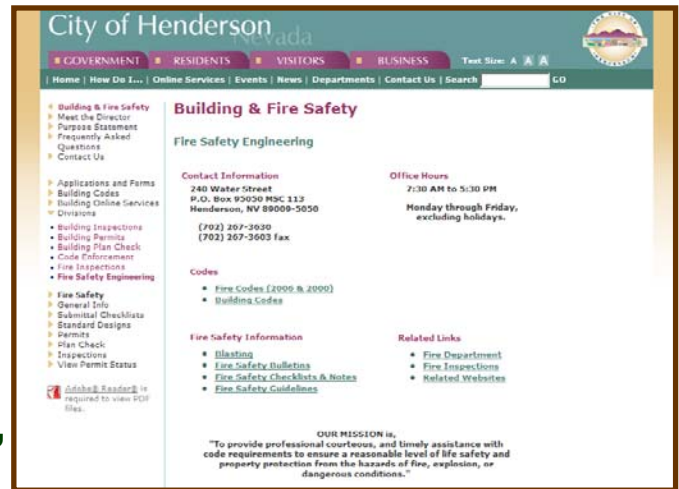 City of Henderson
Nevada
GOVERNMENT RESIDENTS VISITORS BUSINESS Text Size: A A A
| Home | How Do I... | Online Services | Events | News | Departments | Contact Us | Search GO
Building & Fire Safety
Meet the Director
Purpose Statement
Frequently Asked
Questions
Contact Us
Applications and Forms
Building Codes
Building Online Services
Divisions
• Building Inspections
• Building Permits
• Building Plan Check
• Code Enforcement
• Fire Inspections
• Fire Safety Engineering
Fire Safety
General Info
Submittal Checklists
Standard Designs
Permits
Plan Check
Inspections
View Permit Status
Adobe® Reader® is
required to view PDF
files.
Building & Fire Safety
Fire Safety Engineering
Contact Information
240 Water Street
P.O. Box 95050 MSC 113
Henderson, NV 89009-5050
(702) 267-3630
(702) 267-3603 fax
Office Hours
7:30 AM to 5:30 PM
Monday through Friday,
excluding holidays.
Codes
• Fire Codes (2006 & 2000)
• Building Codes
Fire Safety Information
• Blasting
• Fire Safety Bulletins
• Fire Safety Checklists & Notes
• Fire Safety Guidelines
Related Links
• Fire Department
• Fire Inspections
• Related Websites
OUR MISSION is,
"To provide professional courteous, and timely assistance with
code requirements to ensure a reasonable level of life safety and
property protection from the hazards of fire, explosion, or
dangerous conditions."